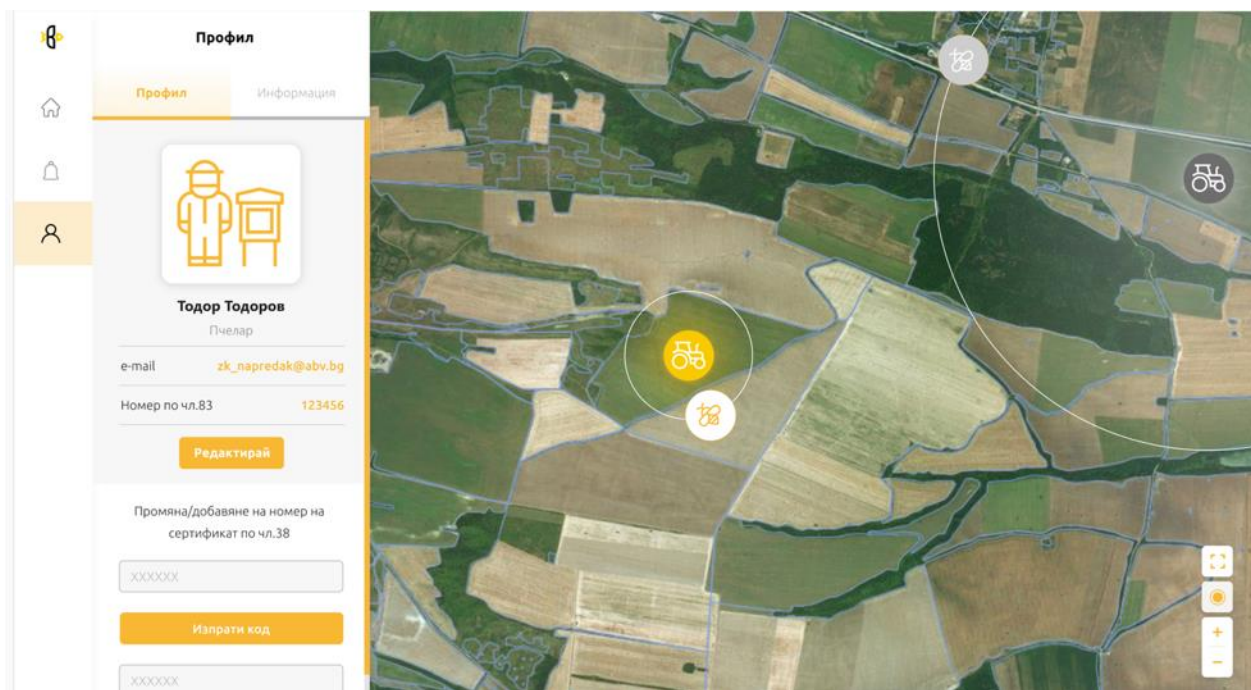 Профил
Профил
Информация
Тодор Тодоров
Пчелар
e-mail zk_napredak@abv.bg
Номер по чл.83 123456
Редактирай
Промяна/добавяне на номер на
сертификат по чл.38
XXXXXX
Изпрати код
XXXXXX